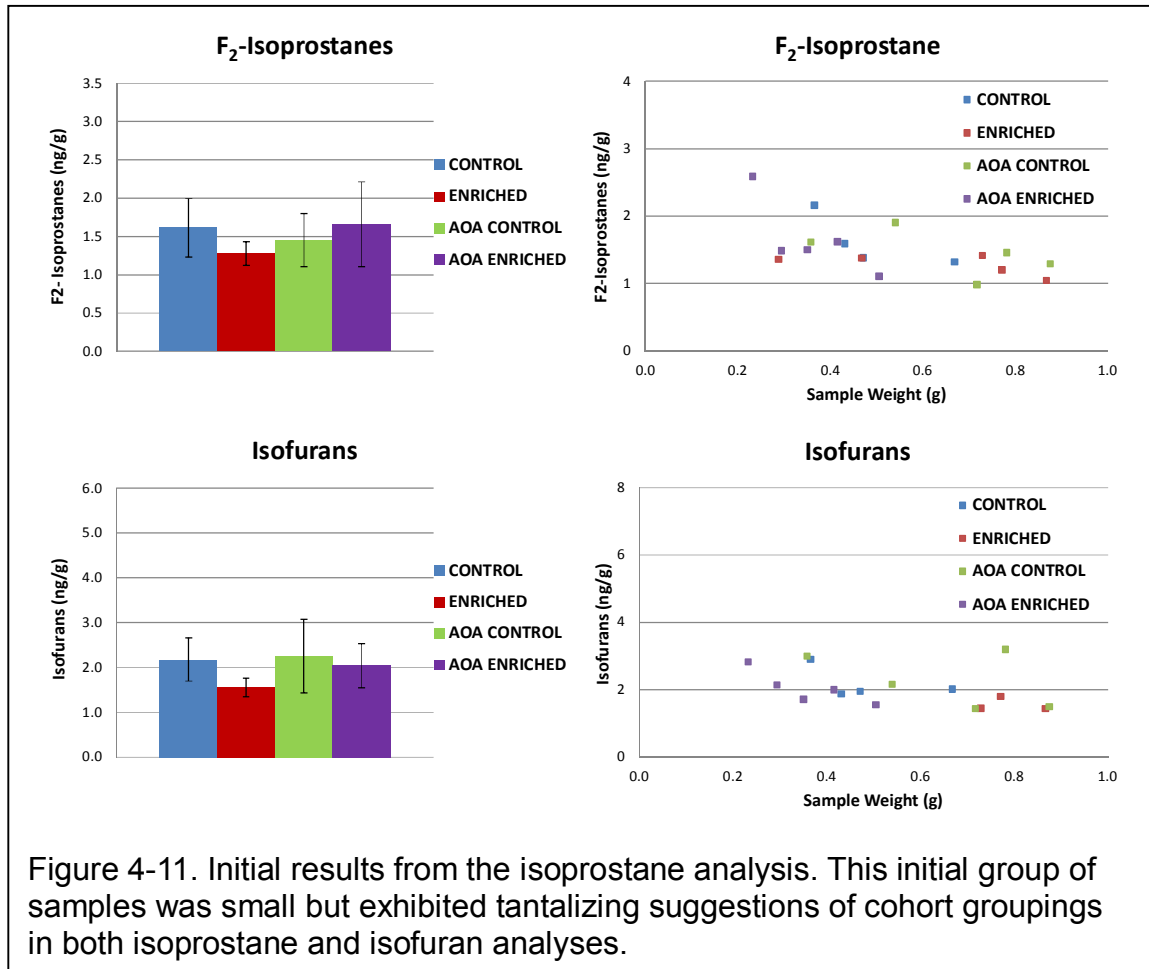 F₂-Isoprostanes
3.5
3.0
2.5
2.0
1.5
1.0
0.5
0.0
F2- Isoprostanes (ng/g)
CONTROL
ENRICHED
AOA CONTROL
AOA ENRICHED
F₂-Isoprostane
4
3
2
1
0
F2-Isoprostanes (ng/g)
CONTROL
ENRICHED
AOA CONTROL
AOA ENRICHED
0.0 0.2 0.4 0.6 0.8 1.0
Sample Weight (g)
Isofurans
6.0
5.0
4.0
3.0
2.0
1.0
0.0
Isofurans (ng/g)
CONTROL
ENRICHED
AOA CONTROL
AOA ENRICHED
Isofurans
8
6
4
2
0
Isofurans (ng/g)
CONTROL
ENRICHED
AOA CONTROL
AOA ENRICHED
0.0 0.2 0.4 0.6 0.8 1.0
Sample Weight (g)
Figure 4-11. Initial results from the isoprostane analysis. This initial group of
samples was small but exhibited tantalizing suggestions of cohort groupings
in both isoprostane and isofuran analyses.